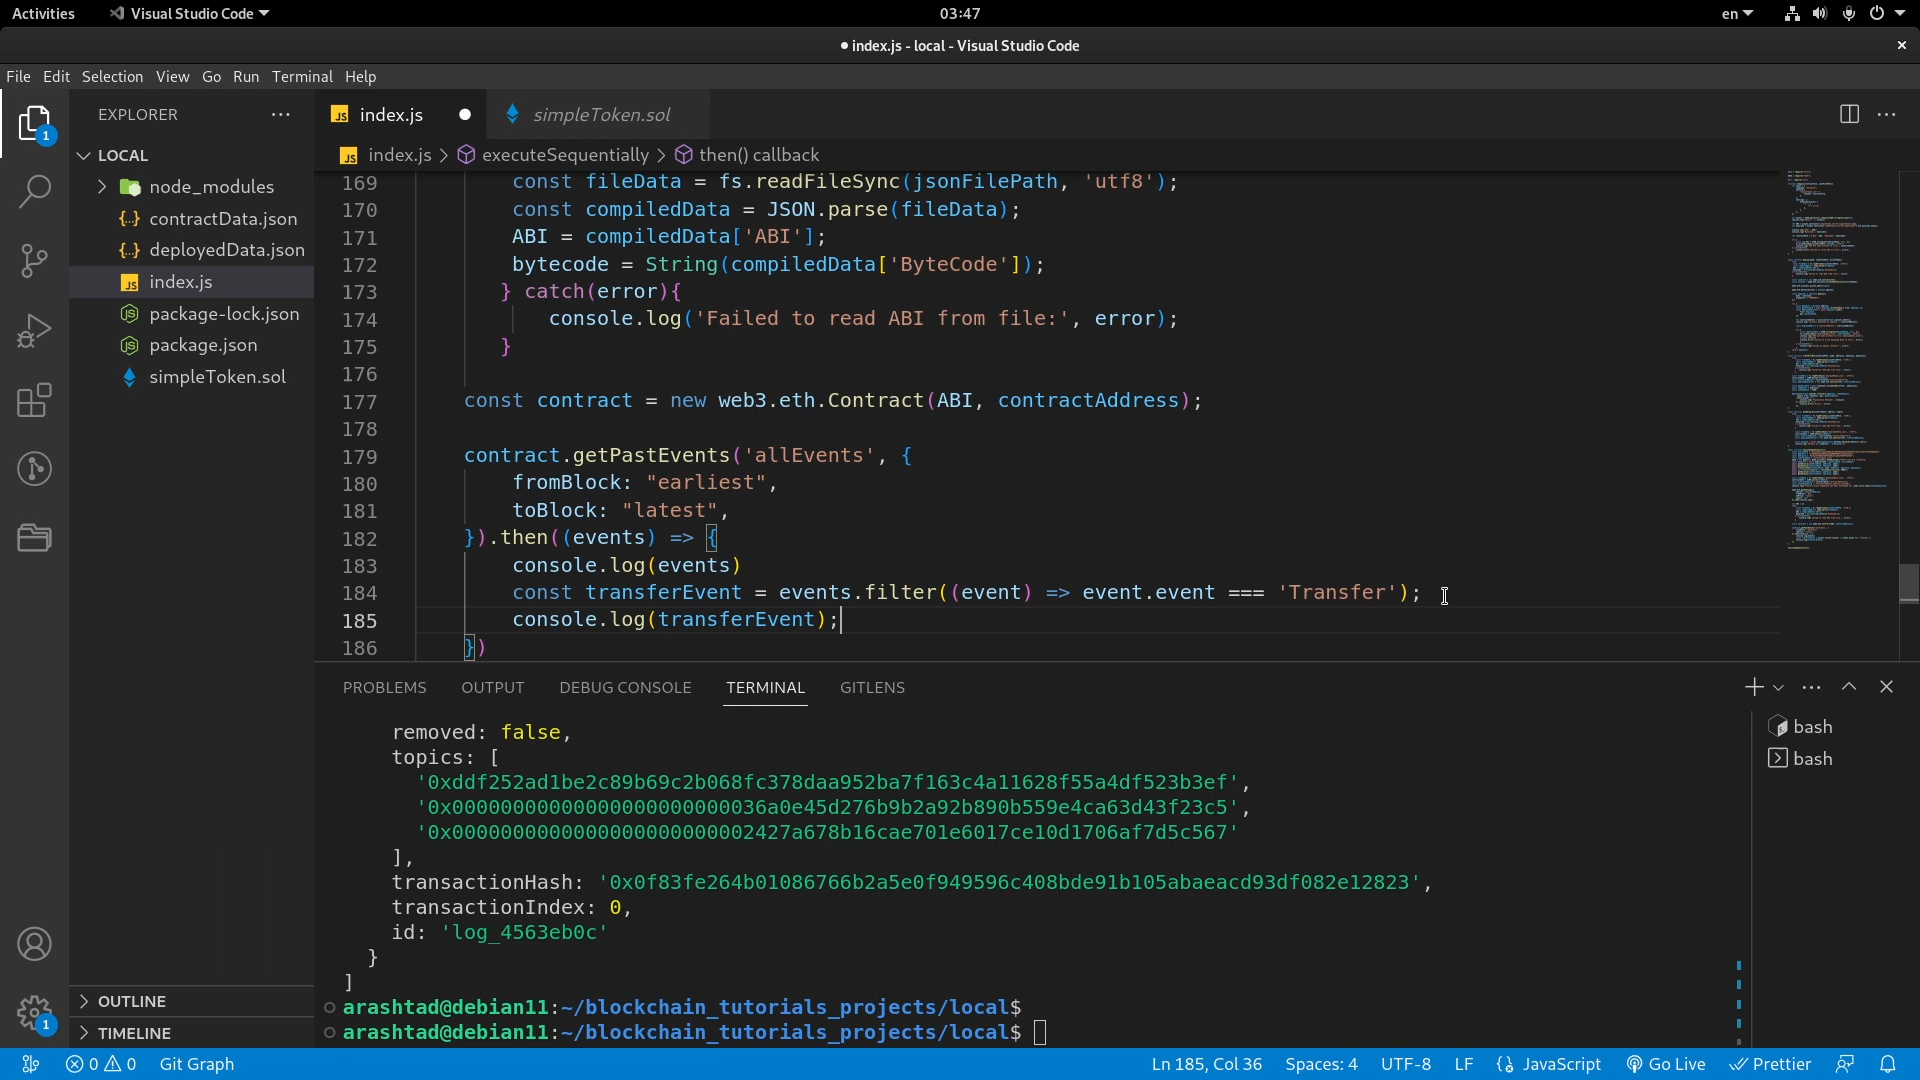 Activities Visual Studio Code 03:47 en
index.js - local - Visual Studio Code
File Edit Selection View Go Run Terminal Help
EXPLORER
LOCAL
node_modules
contractData.json
deployedData.json
index.js
package-lock.json
package.json
simpleToken.sol
OUTLINE
TIMELINE
JS index.js simpleToken.sol
JS index.js > executeSequentially > then() callback
169 const fileData = fs.readFileSync(jsonFilePath, 'utf8');
170 const compiledData = JSON.parse(fileData);
171 ABI = compiledData['ABI'];
172 bytecode = String(compiledData['ByteCode']);
173 } catch(error){
174 console.log('Failed to read ABI from file:', error);
175 }
176
177 const contract = new web3.eth.Contract(ABI, contractAddress);
178
179 contract.getPastEvents('allEvents', {
180 fromBlock: "earliest",
181 toBlock: "latest",
182 }).then((events) => {
183 console.log(events)
184 const transferEvent = events.filter((event) => event.event === 'Transfer');
185 console.log(transferEvent);
186 })
PROBLEMS OUTPUT DEBUG CONSOLE TERMINAL GITLENS
removed: false,
topics: [
'0xddf252ad1be2c89b69c2b068fc378daa952ba7f163c4a11628f55a4df523b3ef',
'0x00000000000000000000000036a0e45d276b9b2a92b890b559e4ca63d43f23c5',
'0x0000000000000000000000002427a678b16cae701e6017ce10d1706af7d5c567'
],
transactionHash: '0x0f83fe264b01086766b2a5e0f949596c408bde91b105abaeacd93df082e12823',
transactionIndex: 0,
id: 'log_4563eb0c'
}
]
arashtad@debian11:~/blockchain_tutorials_projects/local$
arashtad@debian11:~/blockchain_tutorials_projects/local$
bash
bash
1
1
0 0 Git Graph Ln 185, Col 36 Spaces: 4 UTF-8 LF {} JavaScript Go Live Prettier